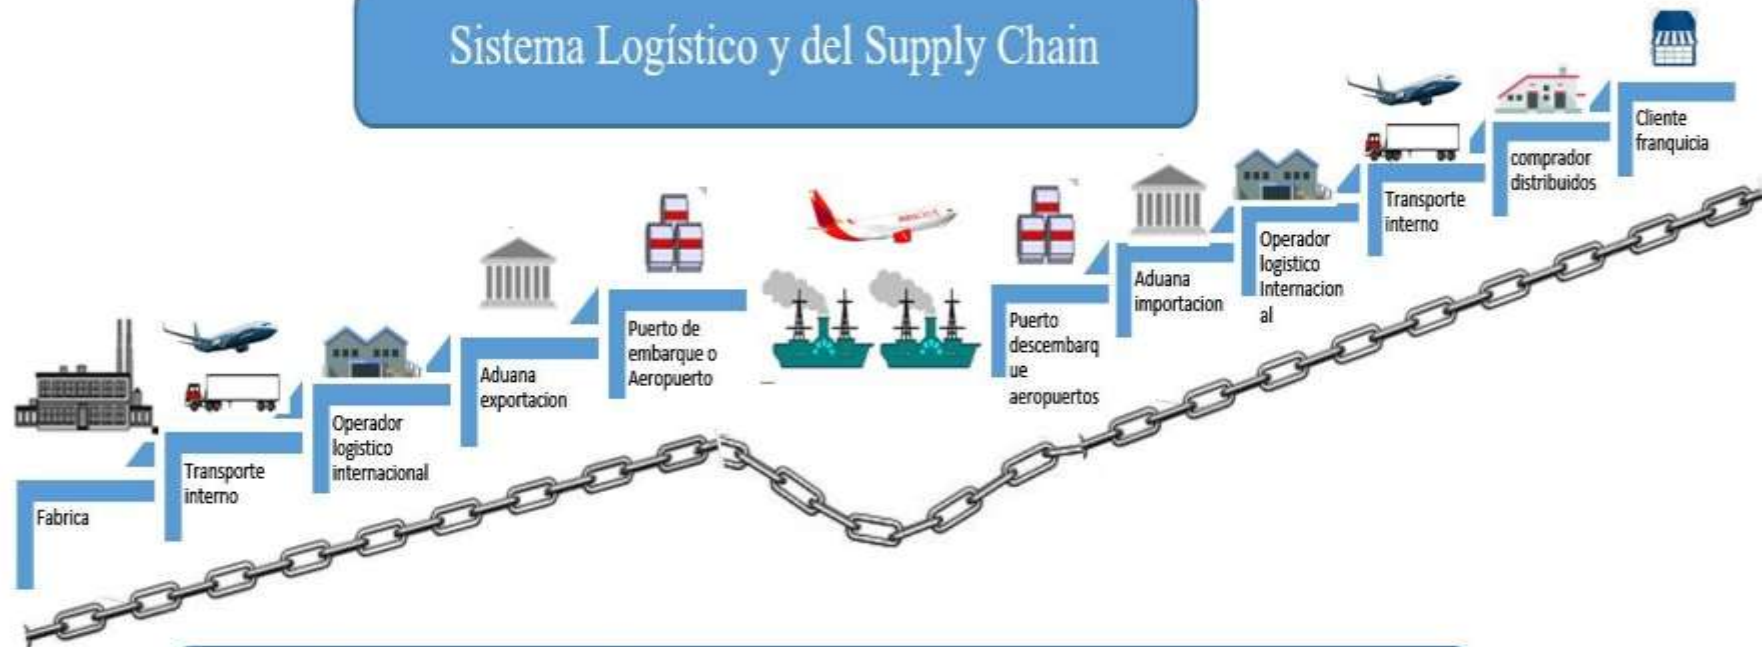 Sistema Logístico y del Supply Chain
Fabrica
Transporte
interno
Operador
logistico
internacional
Aduana
exportacion
Puerto de
embarque o
Aeropuerto
Puerto
descembarq
ue
aeropuertos
Aduana
importacion
Operador
logistico
Internacion
al
Transporte
interno
comprador
distribuidos
Cliente
franquicia